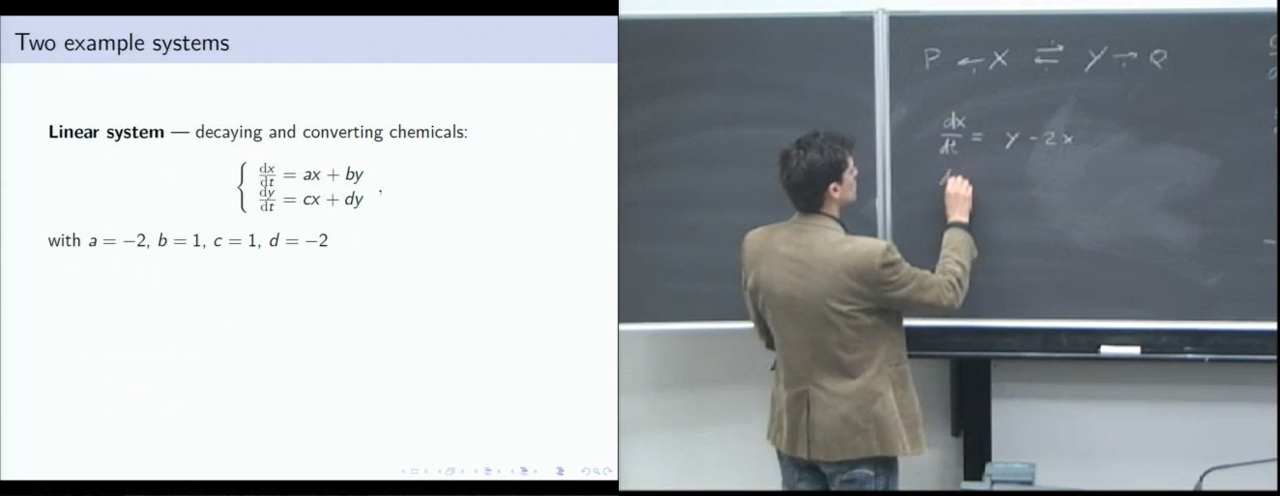 Two example systems
Linear system — decaying and converting chemicals:
{ dx/dt = ax + by
dy/dt = cx + dy ,
with a = −2, b = 1, c = 1, d = −2
P ← X ⇌ Y → Q
dx/dt = y - 2x
d